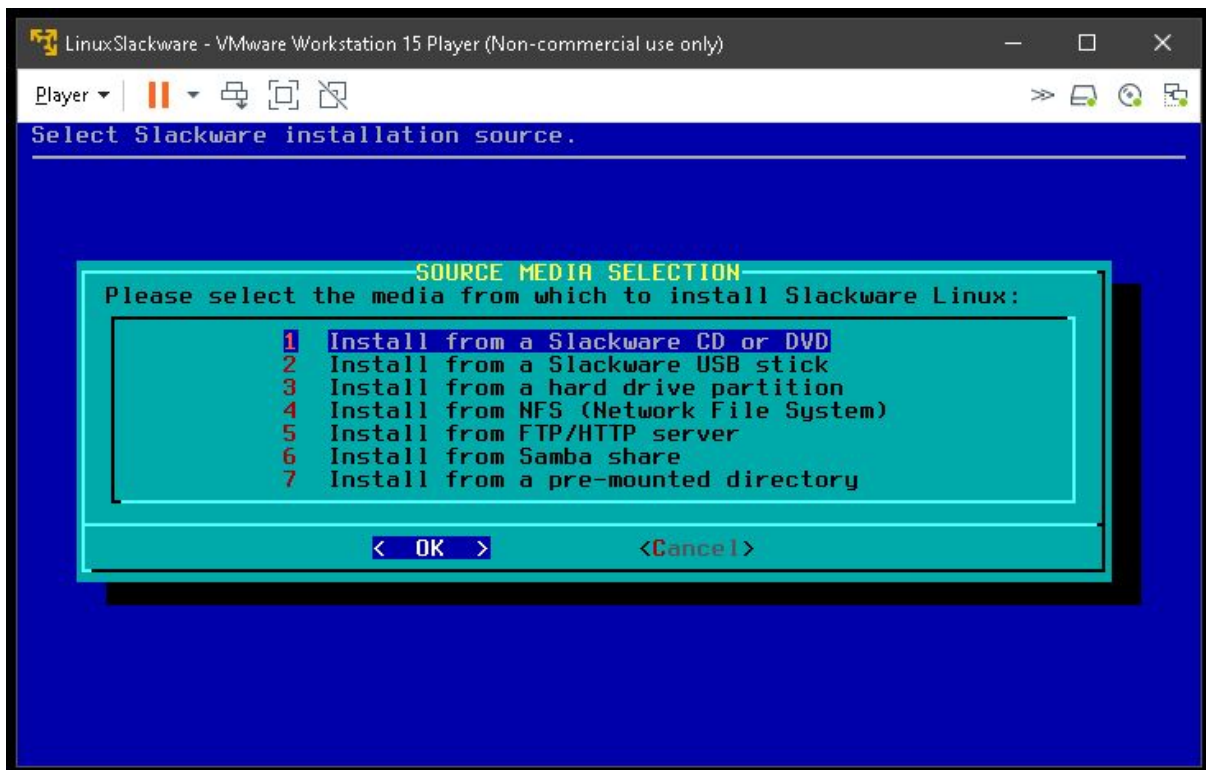 LinuxSlackware - VMware Workstation 15 Player (Non-commercial use only)
Player
Select Slackware installation source.
SOURCE MEDIA SELECTION
Please select the media from which to install Slackware Linux:
1 Install from a Slackware CD or DVD
2 Install from a Slackware USB stick
3 Install from a hard drive partition
4 Install from NFS (Network File System)
5 Install from FTP/HTTP server
6 Install from Samba share
7 Install from a pre-mounted directory
< OK > <Cancel>